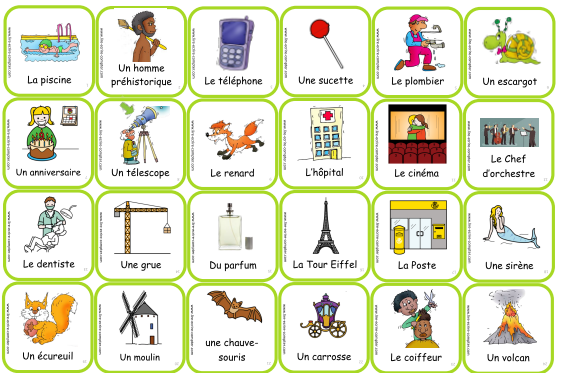 La piscine
Un homme
préhistorique
Le téléphone
Une sucette
Le plombier
Un escargot
Un anniversaire
Un télescope
Le renard
L'hôpital
Le cinéma
Le Chef
d'orchestre
Le dentiste
Une grue
Du parfum
La Tour Eiffel
La Poste
Une sirène
Un écureuil
Un moulin
une chauve-
souris
Un carrosse
Le coiffeur
Un volcan